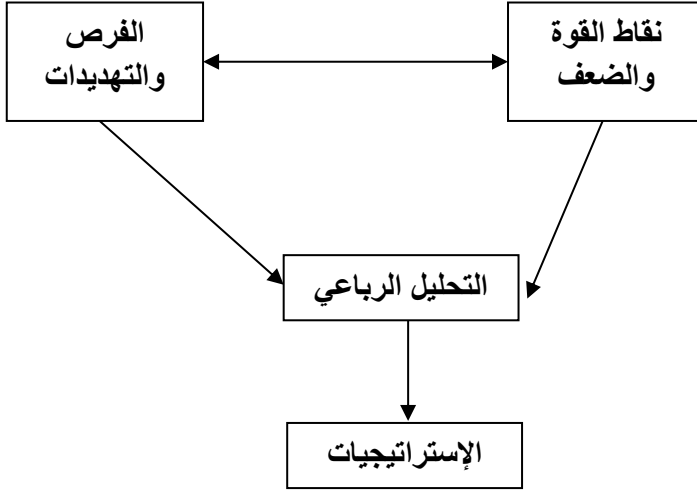 نقاط القوة
والضعف
الفرص
والتهديدات
التحليل الرباعي
الإستراتيجيات